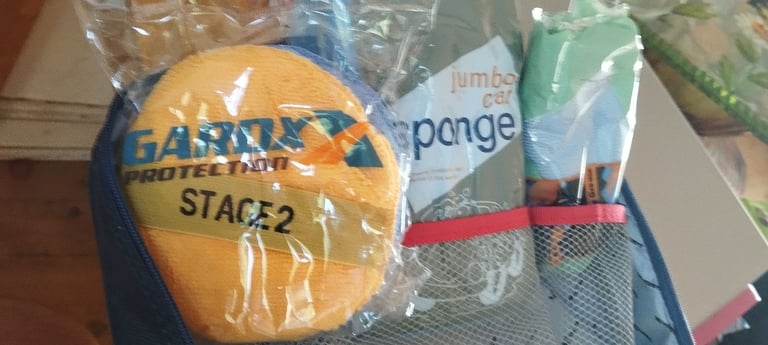 GARDX
PROTECTION
STAGE 2
jumbo
car
sponge